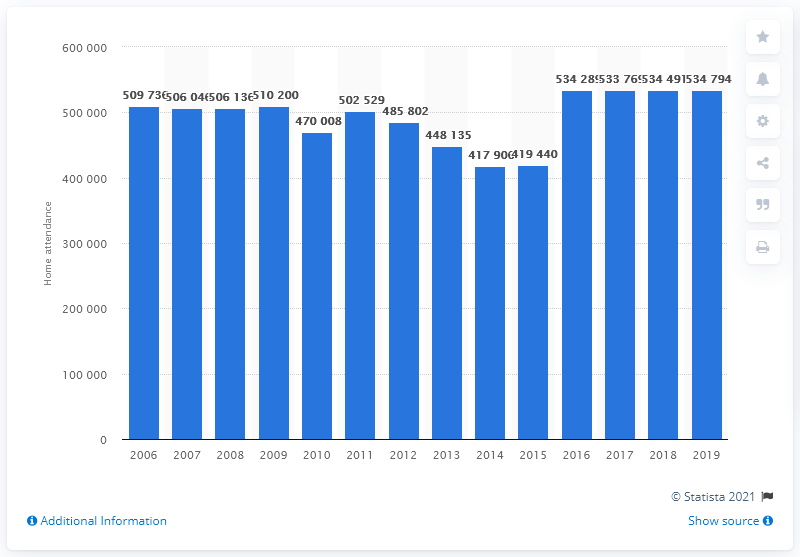 600 000
500 000
400 000
300 000
200 000
100 000
0
Home attendance
509 736 506 046 506 136 510 200 470 008 502 529 485 802 448 135 417 906 419 440 534 289 533 769 534 491 534 794
2006 2007 2008 2009 2010 2011 2012 2013 2014 2015 2016 2017 2018 2019
© Statista 2021
Additional Information
Show source